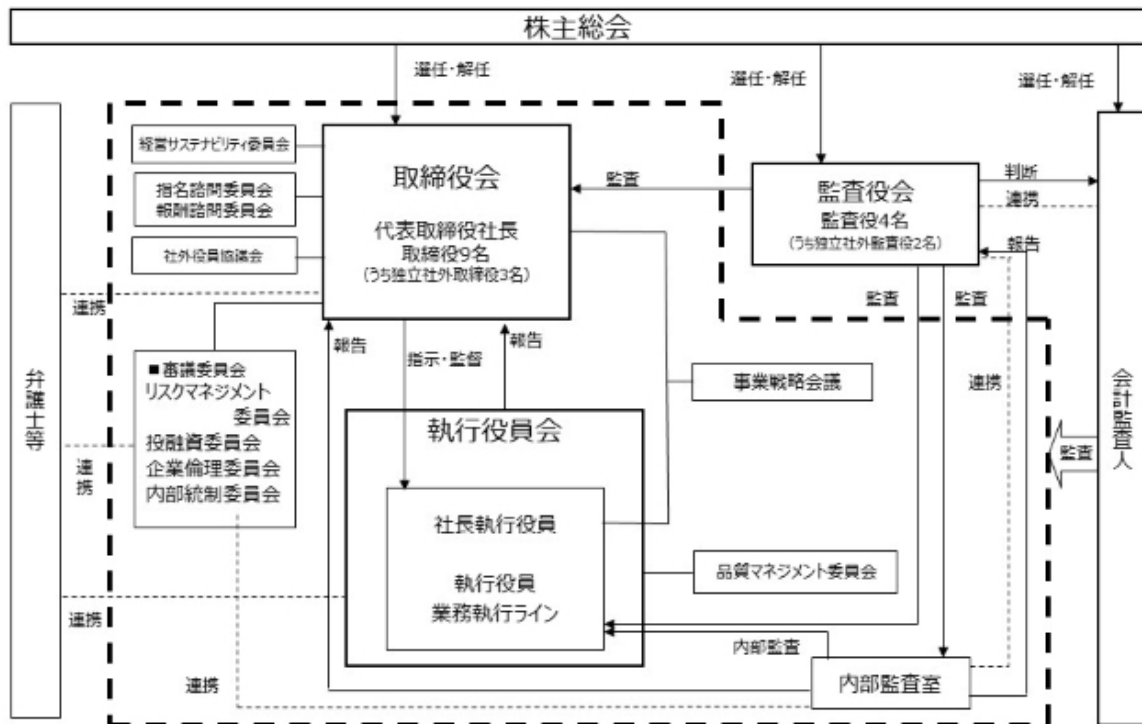 株主総会
選任・解任
選任・解任
選任・解任
経営サステナビリティ委員会
指名諮問委員会
報酬諮問委員会
社外役員協議会
取締役会
代表取締役社長
取締役9名
(うち独立社外取締役3名)
監査
監査役会
監査役4名
(うち独立社外監査役2名)
判断
連携
報告
連携
監査
監査
弁護士等
■審議委員会
リスクマネジメント
委員会
投融資委員会
企業倫理委員会
内部統制委員会
報告
指示・監督
報告
事業戦略会議
連携
会計監査人
監査
連携
執行役員会
社長執行役員
執行役員
業務執行ライン
品質マネジメント委員会
連携
内部監査
連携
内部監査室